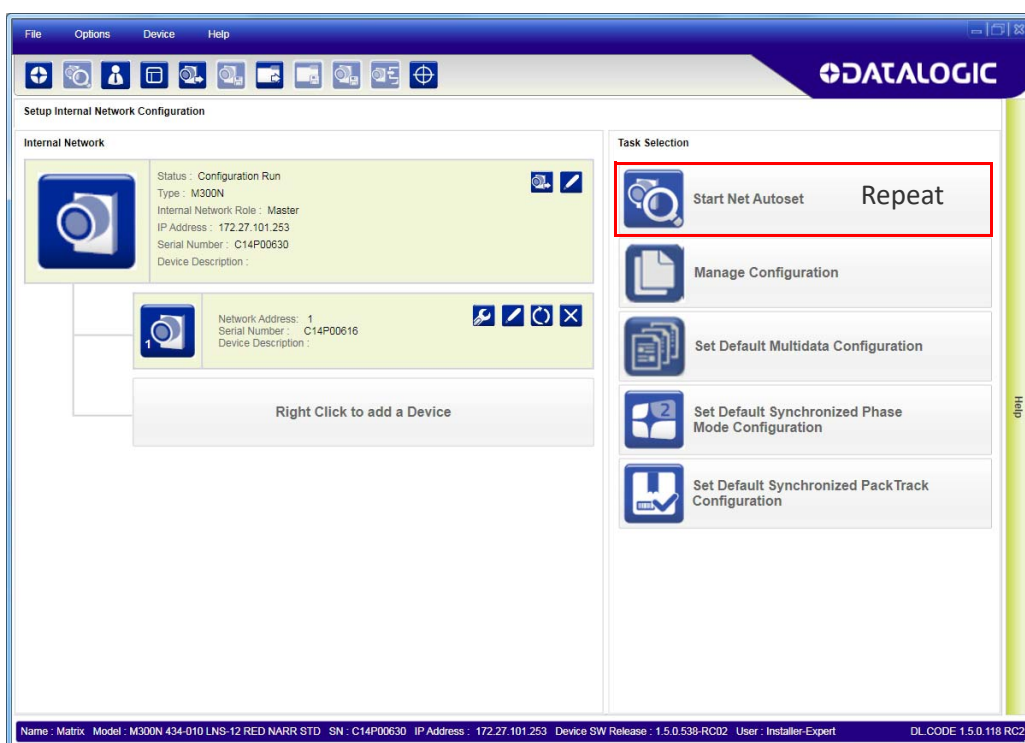 File Options Device Help
DATALOGIC
Setup Internal Network Configuration
Internal Network
Status : Configuration Run
Type : M300N
Internal Network Role : Master
IP Address : 172.27.101.253
Serial Number : C14P00630
Device Description :
1
Network Address: 1
Serial Number : C14P00616
Device Description :
Right Click to add a Device
Task Selection
Start Net Autoset Repeat
Manage Configuration
Set Default Multidata Configuration
2
Set Default Synchronized Phase
Mode Configuration
Set Default Synchronized PackTrack
Configuration
Help
Name : Matrix Model : M300N 434-010 LNS-12 RED NARR STD SN : C14P00630 IP Address : 172.27.101.253 Device SW Release : 1.5.0.538-RC02 User : Installer-Expert DL.CODE 1.5.0.118 RC2